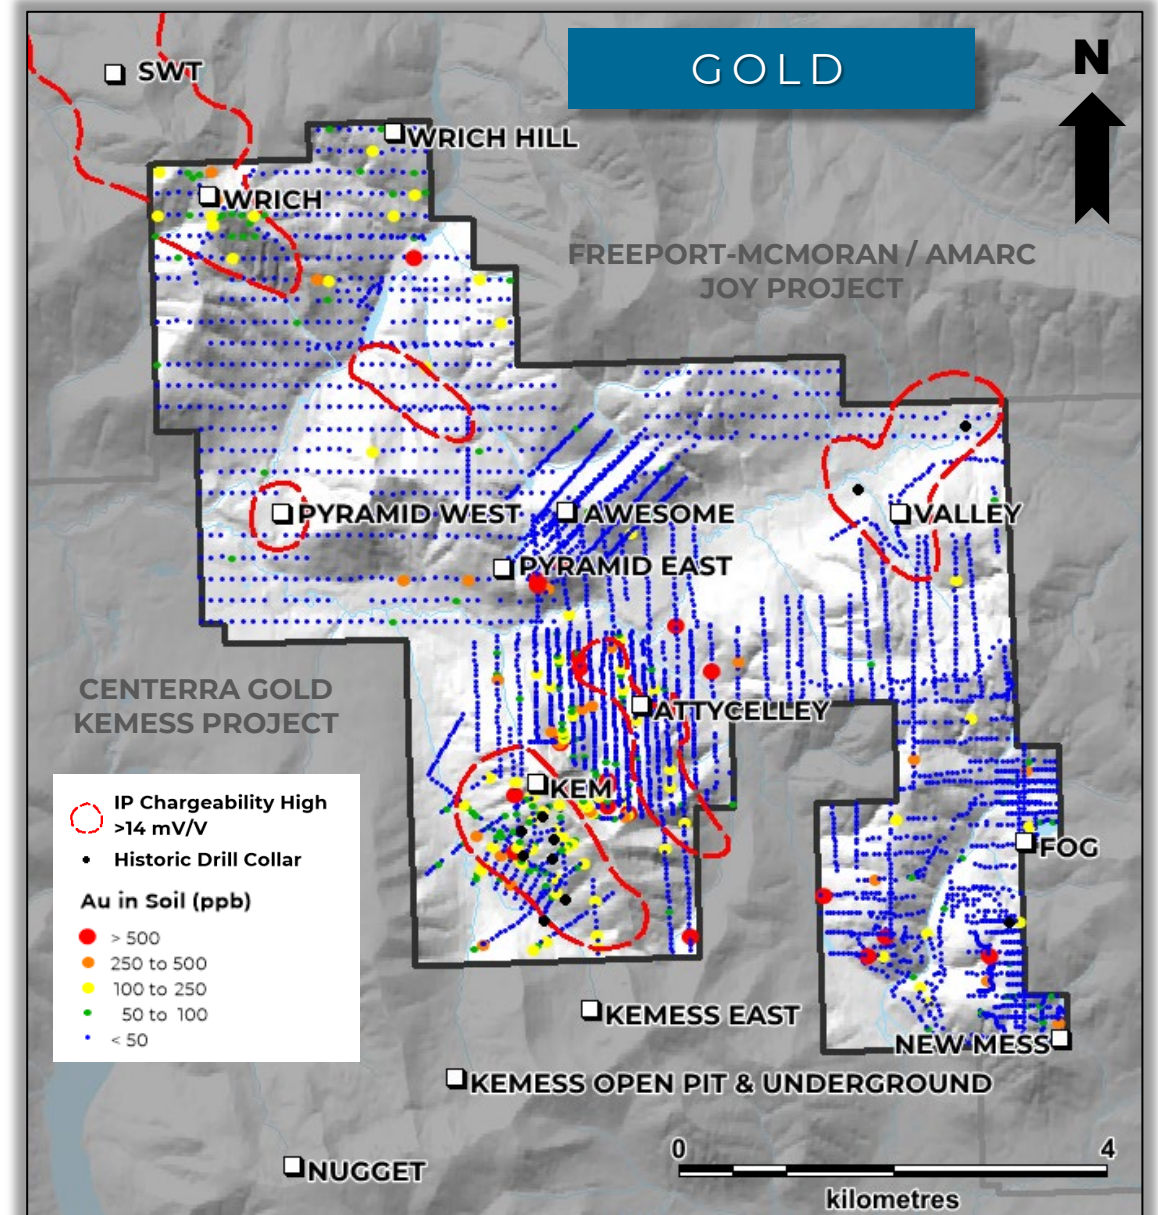 GOLD
N
SWT
WRICH HILL
WRICH
FREEPORT-MCMORAN / AMARC
JOY PROJECT
PYRAMID WEST
AWESOME
VALLEY
PYRAMID EAST
CENTERRA GOLD
KEMESS PROJECT
ATTYCELLEY
KEM
IP Chargeability High
>14 mV/V
Historic Drill Collar
Au in Soil (ppb)
> 500
250 to 500
100 to 250
50 to 100
< 50
FOG
KEMESS EAST
NEW MESS
KEMESS OPEN PIT & UNDERGROUND
NUGGET
0 4
kilometres